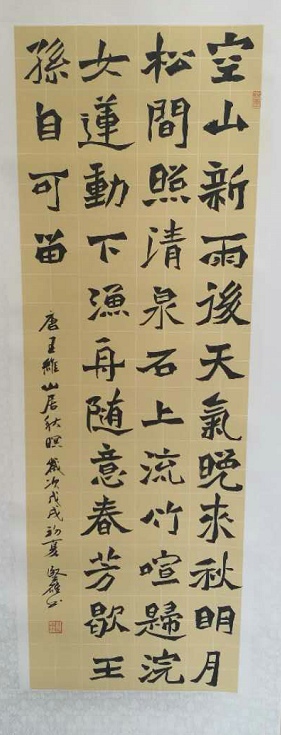 空山新雨後天氣晚來秋明月
松間照清泉石上流竹喧歸浣
女蓮動下漁舟随意春芳歇王
孫自可留
唐王維山居秋暝歲次戊戌初夏